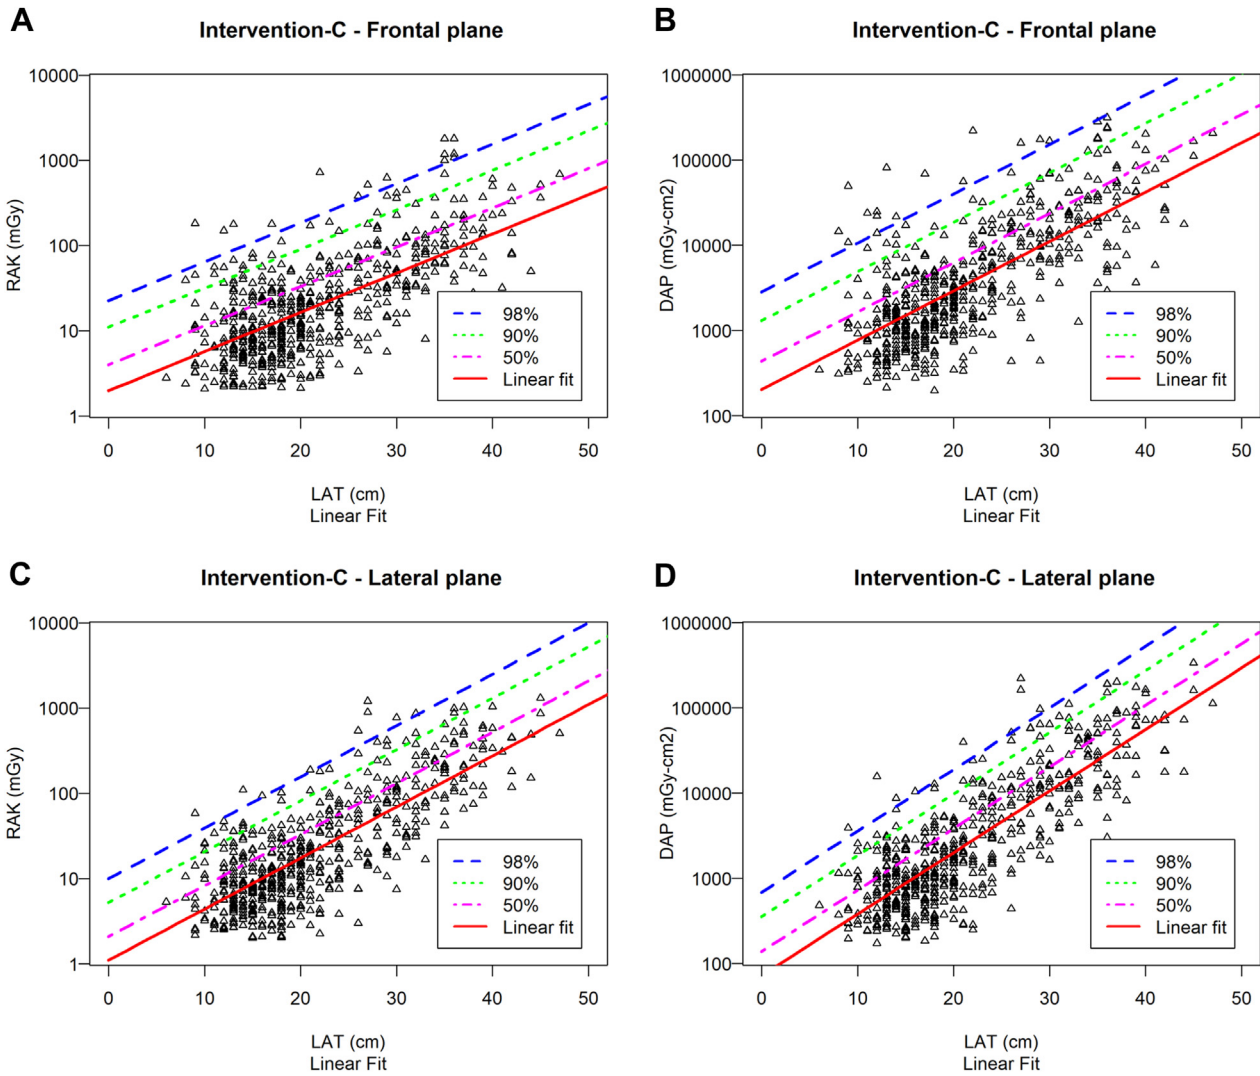 A
Intervention-C - Frontal plane
RAK (mGy)
10000
1000
100
10
1
98%
90%
50%
Linear fit
0 10 20 30 40 50
LAT (cm)
Linear Fit
B
Intervention-C - Frontal plane
DAP (mGy-cm2)
1000000
100000
10000
1000
100
98%
90%
50%
Linear fit
0 10 20 30 40 50
LAT (cm)
Linear Fit
C
Intervention-C - Lateral plane
RAK (mGy)
10000
1000
100
10
1
98%
90%
50%
Linear fit
0 10 20 30 40 50
LAT (cm)
Linear Fit
D
Intervention-C - Lateral plane
DAP (mGy-cm2)
1000000
100000
10000
1000
100
98%
90%
50%
Linear fit
0 10 20 30 40 50
LAT (cm)
Linear Fit